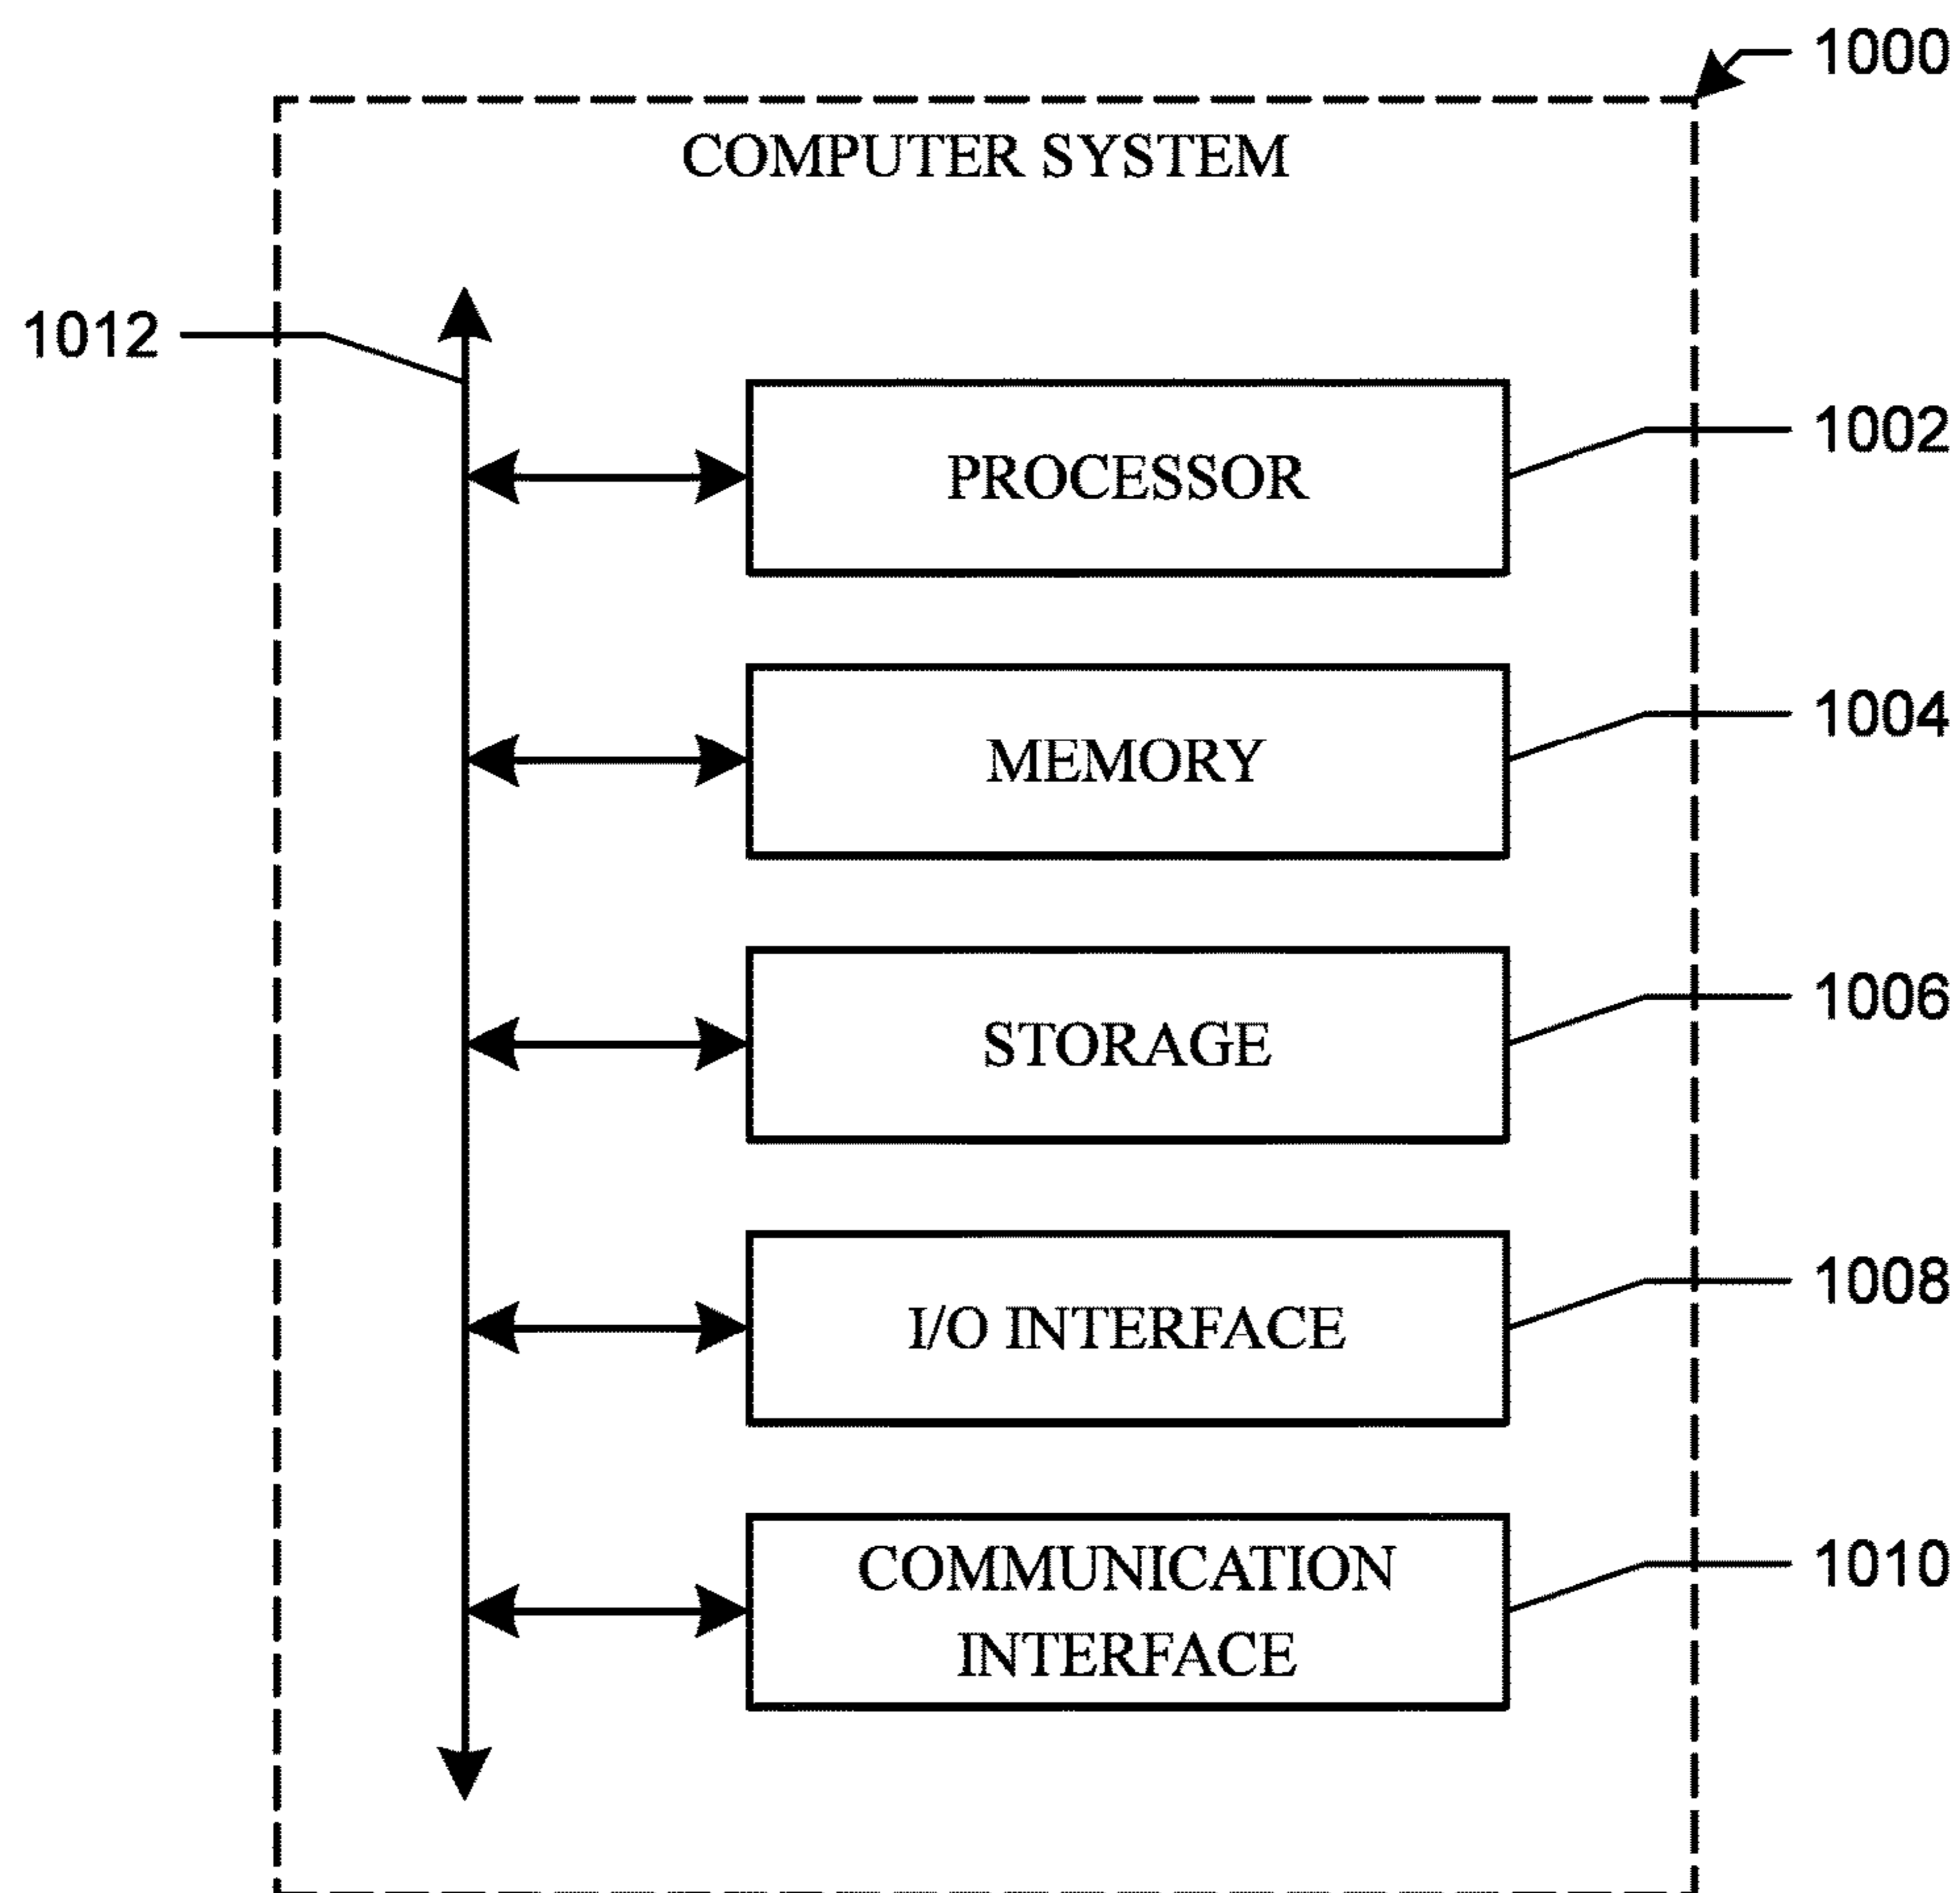 1000
COMPUTER SYSTEM
1012
PROCESSOR
1002
MEMORY
1004
STORAGE
1006
I/O INTERFACE
1008
COMMUNICATION
INTERFACE
1010